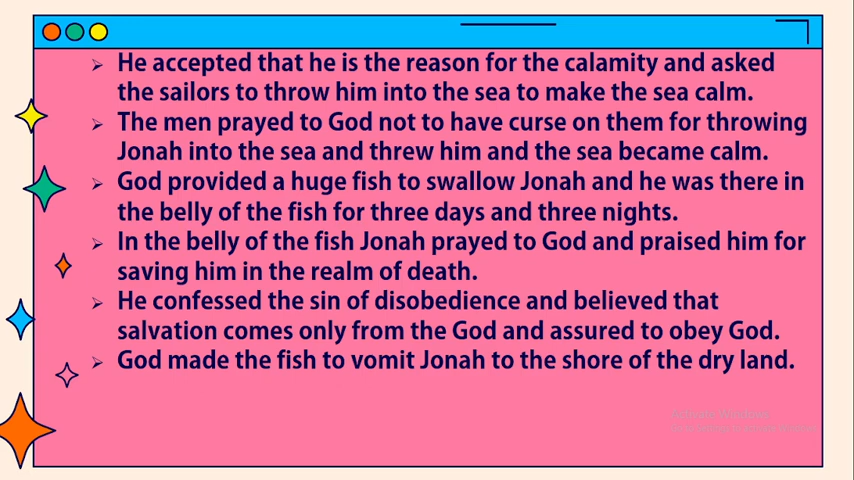 ➢ He accepted that he is the reason for the calamity and asked
the sailors to throw him into the sea to make the sea calm.
➢ The men prayed to God not to have curse on them for throwing
Jonah into the sea and threw him and the sea became calm.
➢ God provided a huge fish to swallow Jonah and he was there in
the belly of the fish for three days and three nights.
➢ In the belly of the fish Jonah prayed to God and praised him for
saving him in the realm of death.
➢ He confessed the sin of disobedience and believed that
salvation comes only from the God and assured to obey God.
➢ God made the fish to vomit Jonah to the shore of the dry land.
Activate Windows